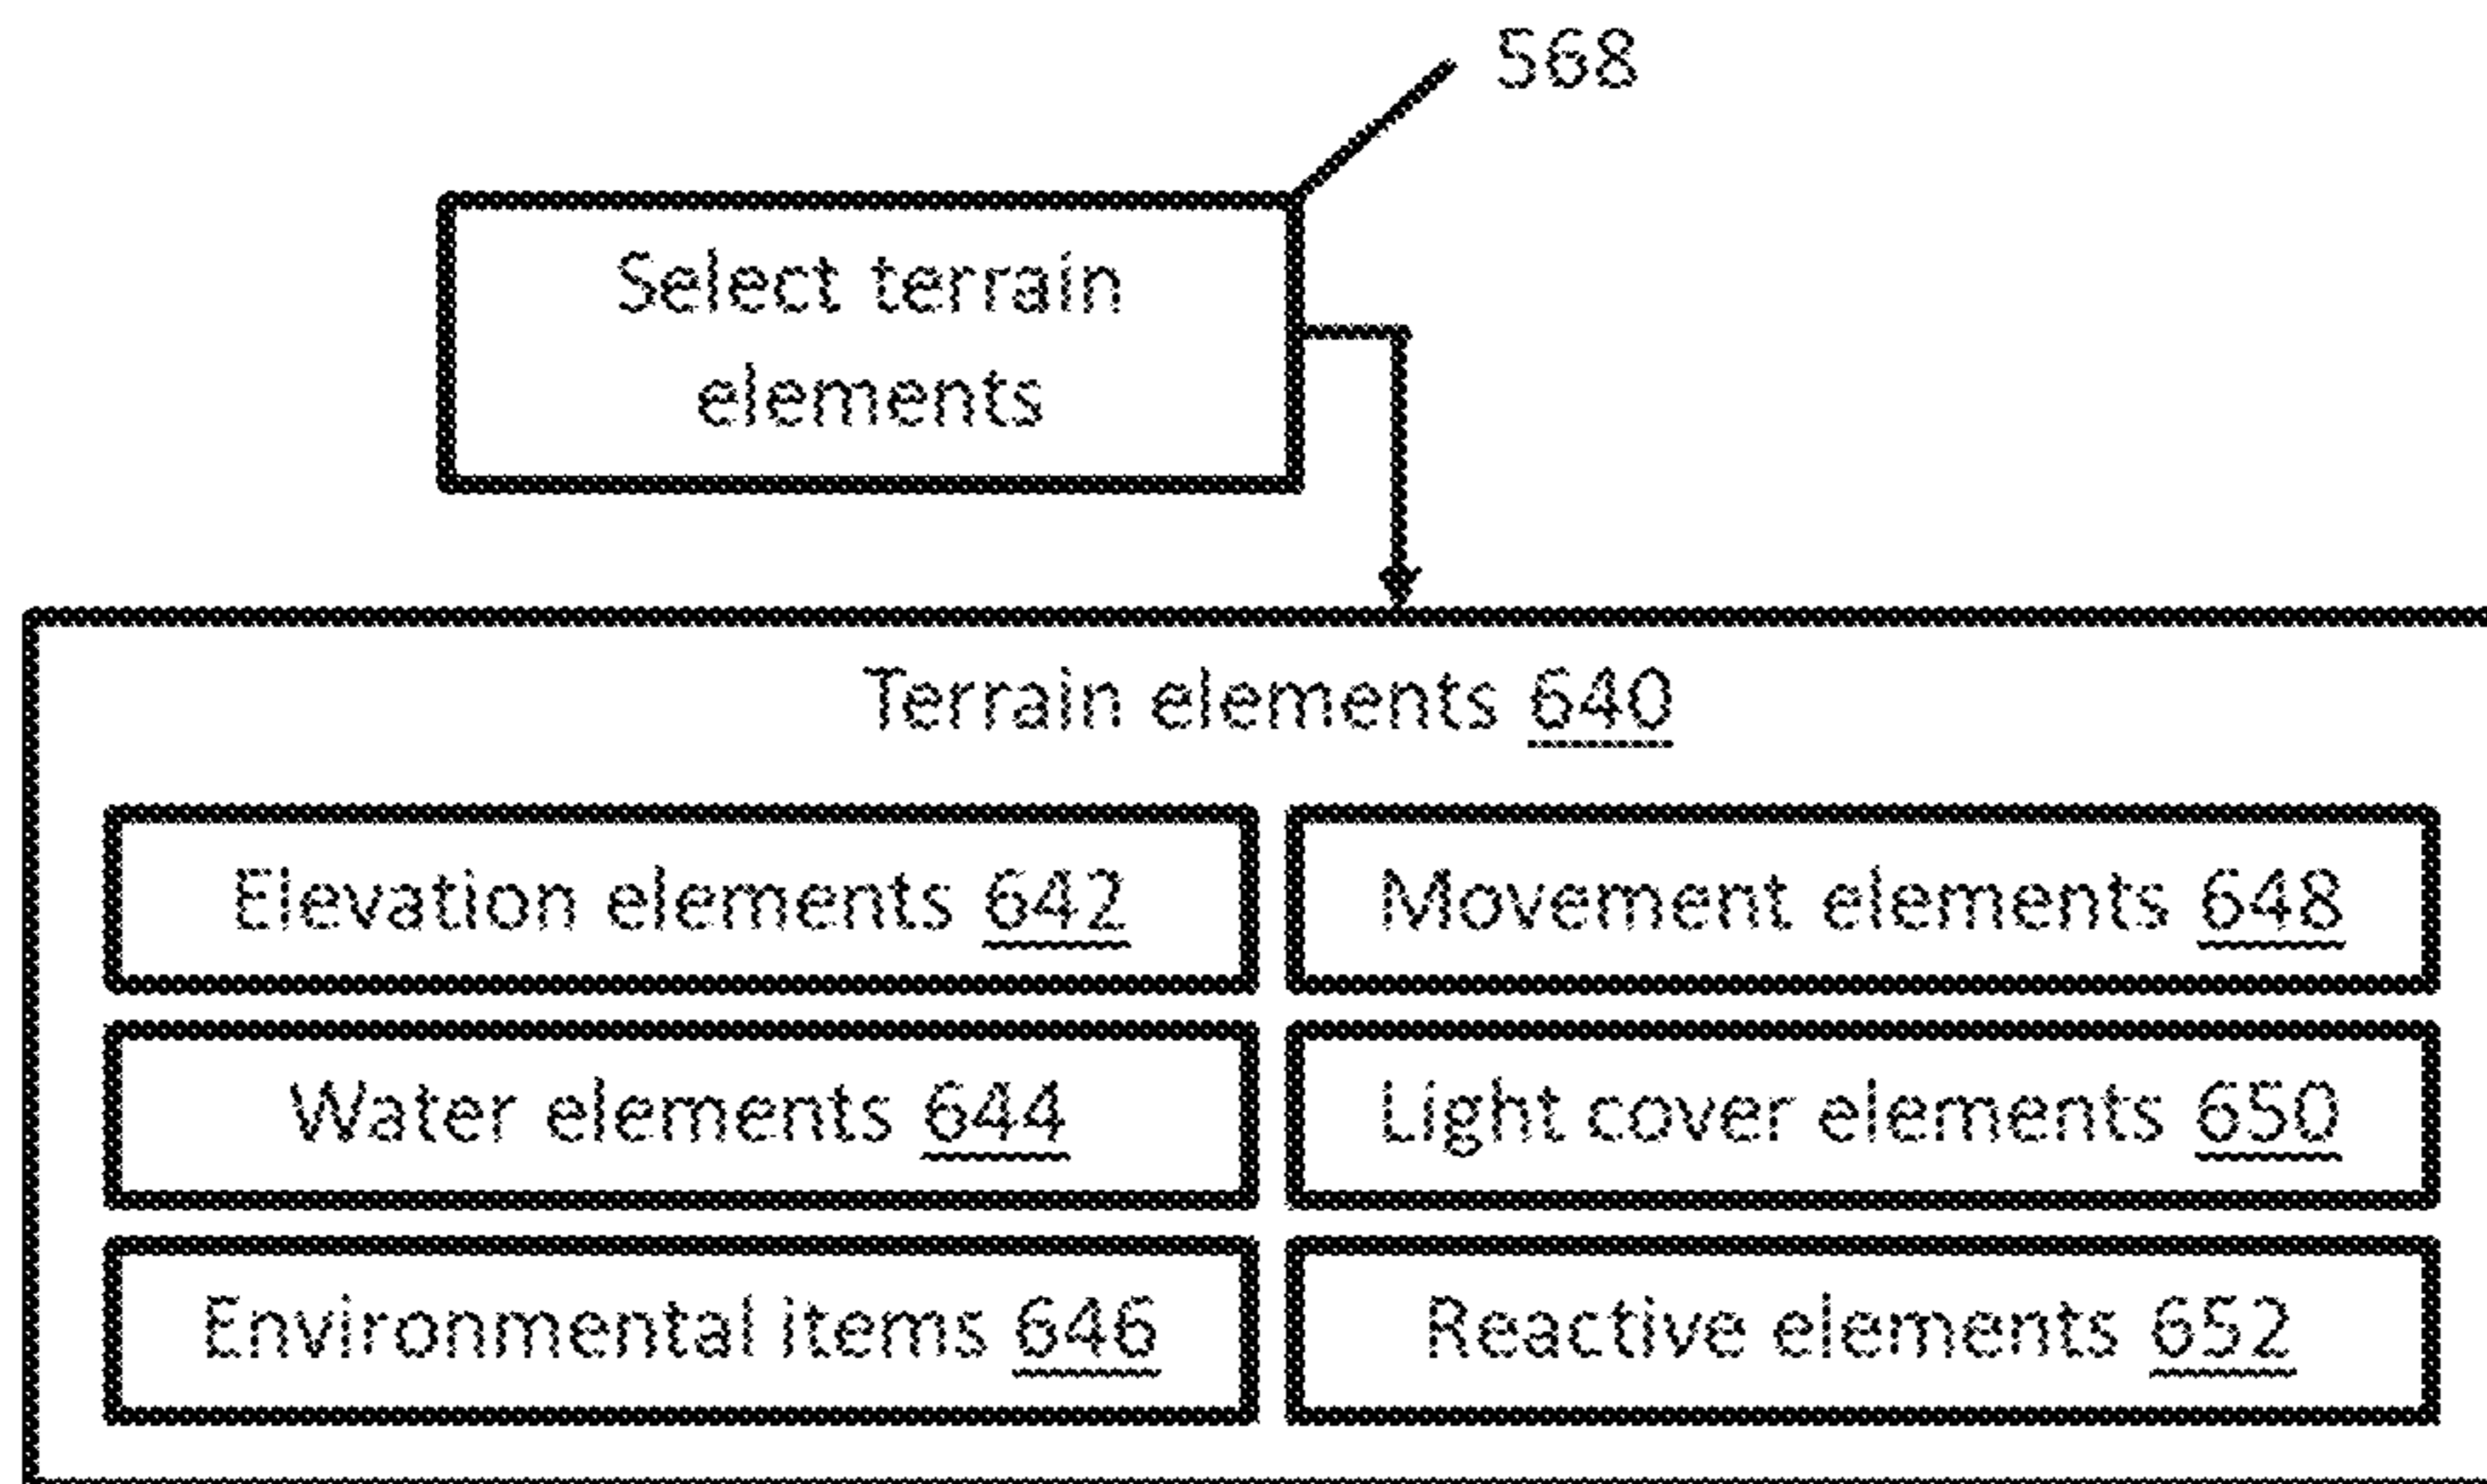 568
Select terrain
elements
Terrain elements 640
Elevation elements 642
Movement elements 648
Water elements 644
Light cover elements 650
Environmental items 646
Reactive elements 652